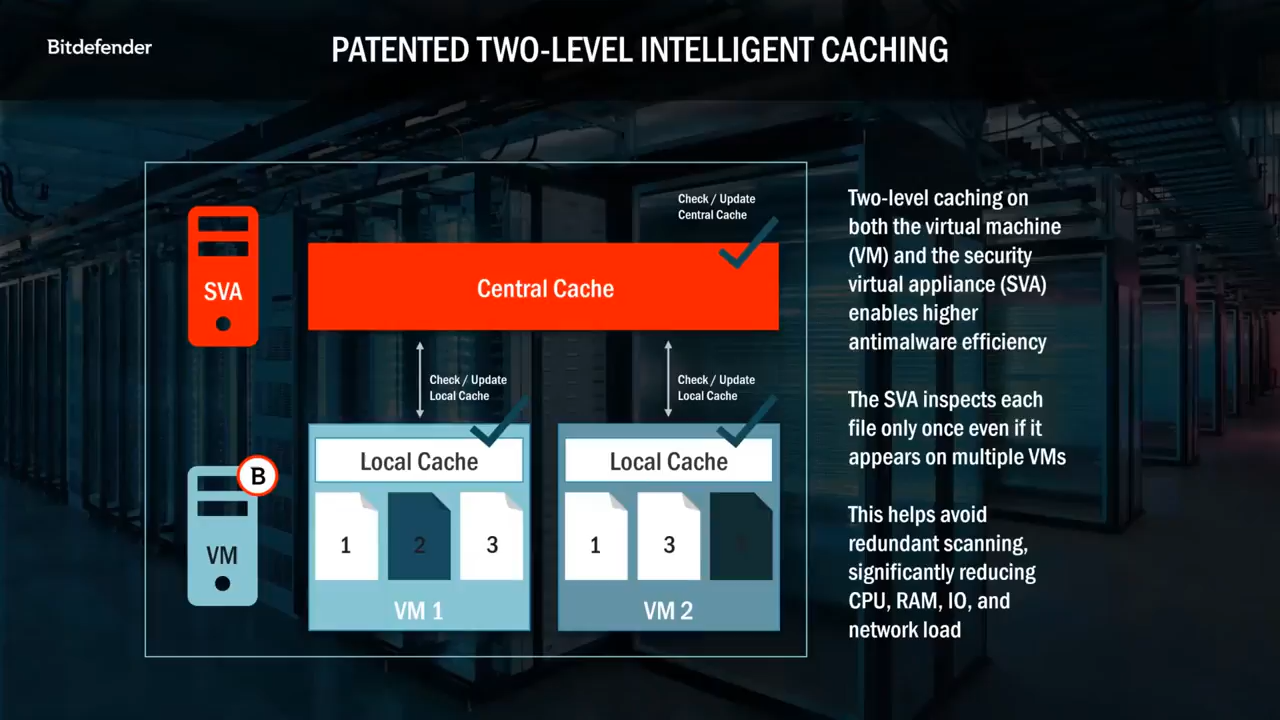 Bitdefender
PATENTED TWO-LEVEL INTELLIGENT CACHING
Check / Update
Central Cache
SVA
Central Cache
Check / Update
Local Cache
Check / Update
Local Cache
B
VM
Local Cache
1
2
3
VM 1
Local Cache
1
3
VM 2
Two-level caching on
both the virtual machine
(VM) and the security
virtual appliance (SVA)
enables higher
antimalware efficiency
The SVA inspects each
file only once even if it
appears on multiple VMs
This helps avoid
redundant scanning,
significantly reducing
CPU, RAM, IO, and
network load